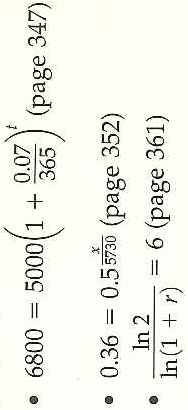 • 6800 = 5000(1 + 0.07/365)^t (page 347)
• 0.36 = 0.5^(x/5730) (page 352)
• ln 2/ln(1 + r) = 6 (page 361)